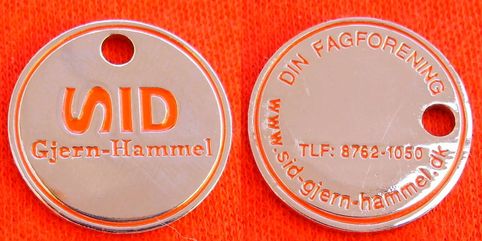 SID
Gjern-Hammel
DIN FAGFORENING
TLF: 8762-1050
www.sid-gjern-hammel.dk